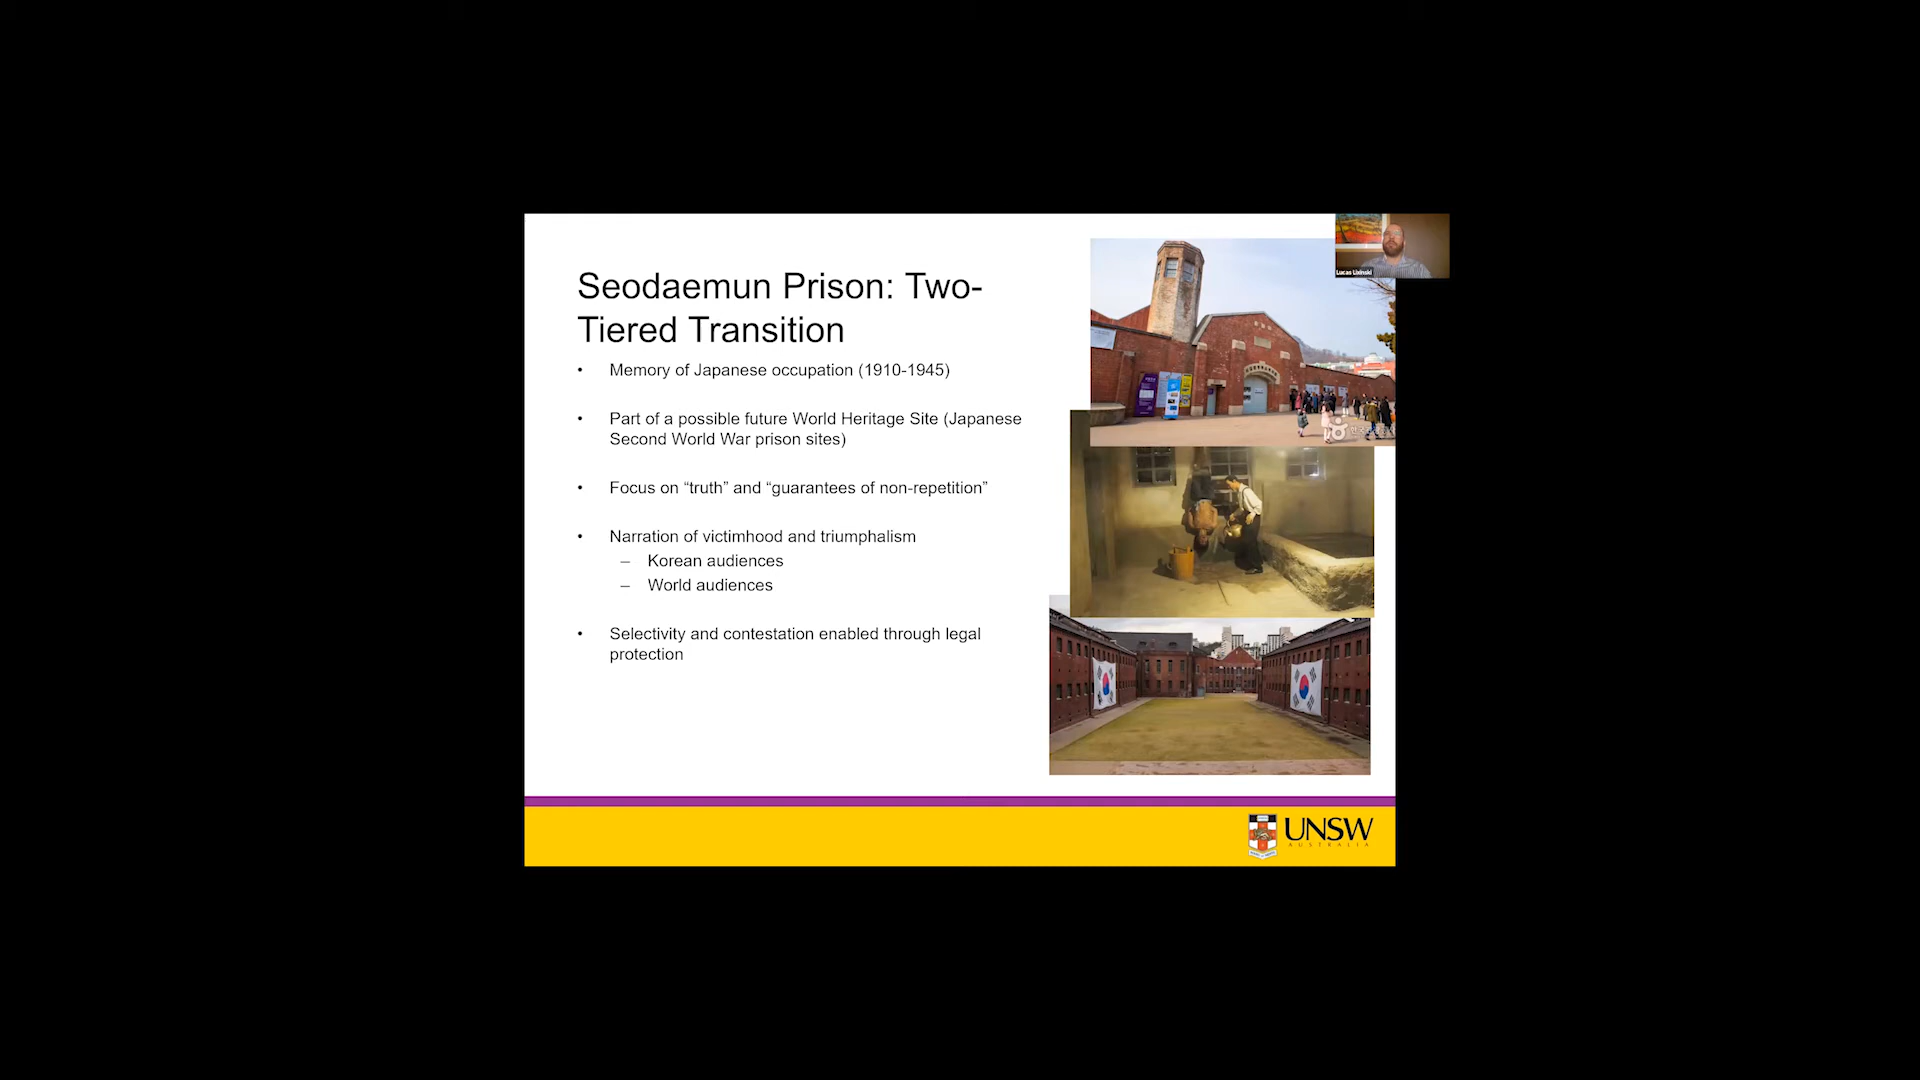 Lucas Lixinski
Seodaemun Prison: Two-
Tiered Transition
• Memory of Japanese occupation (1910-1945)
• Part of a possible future World Heritage Site (Japanese
Second World War prison sites)
• Focus on “truth” and “guarantees of non-repetition”
• Narration of victimhood and triumphalism
– Korean audiences
– World audiences
• Selectivity and contestation enabled through legal
protection
UNSW
AUSTRALIA